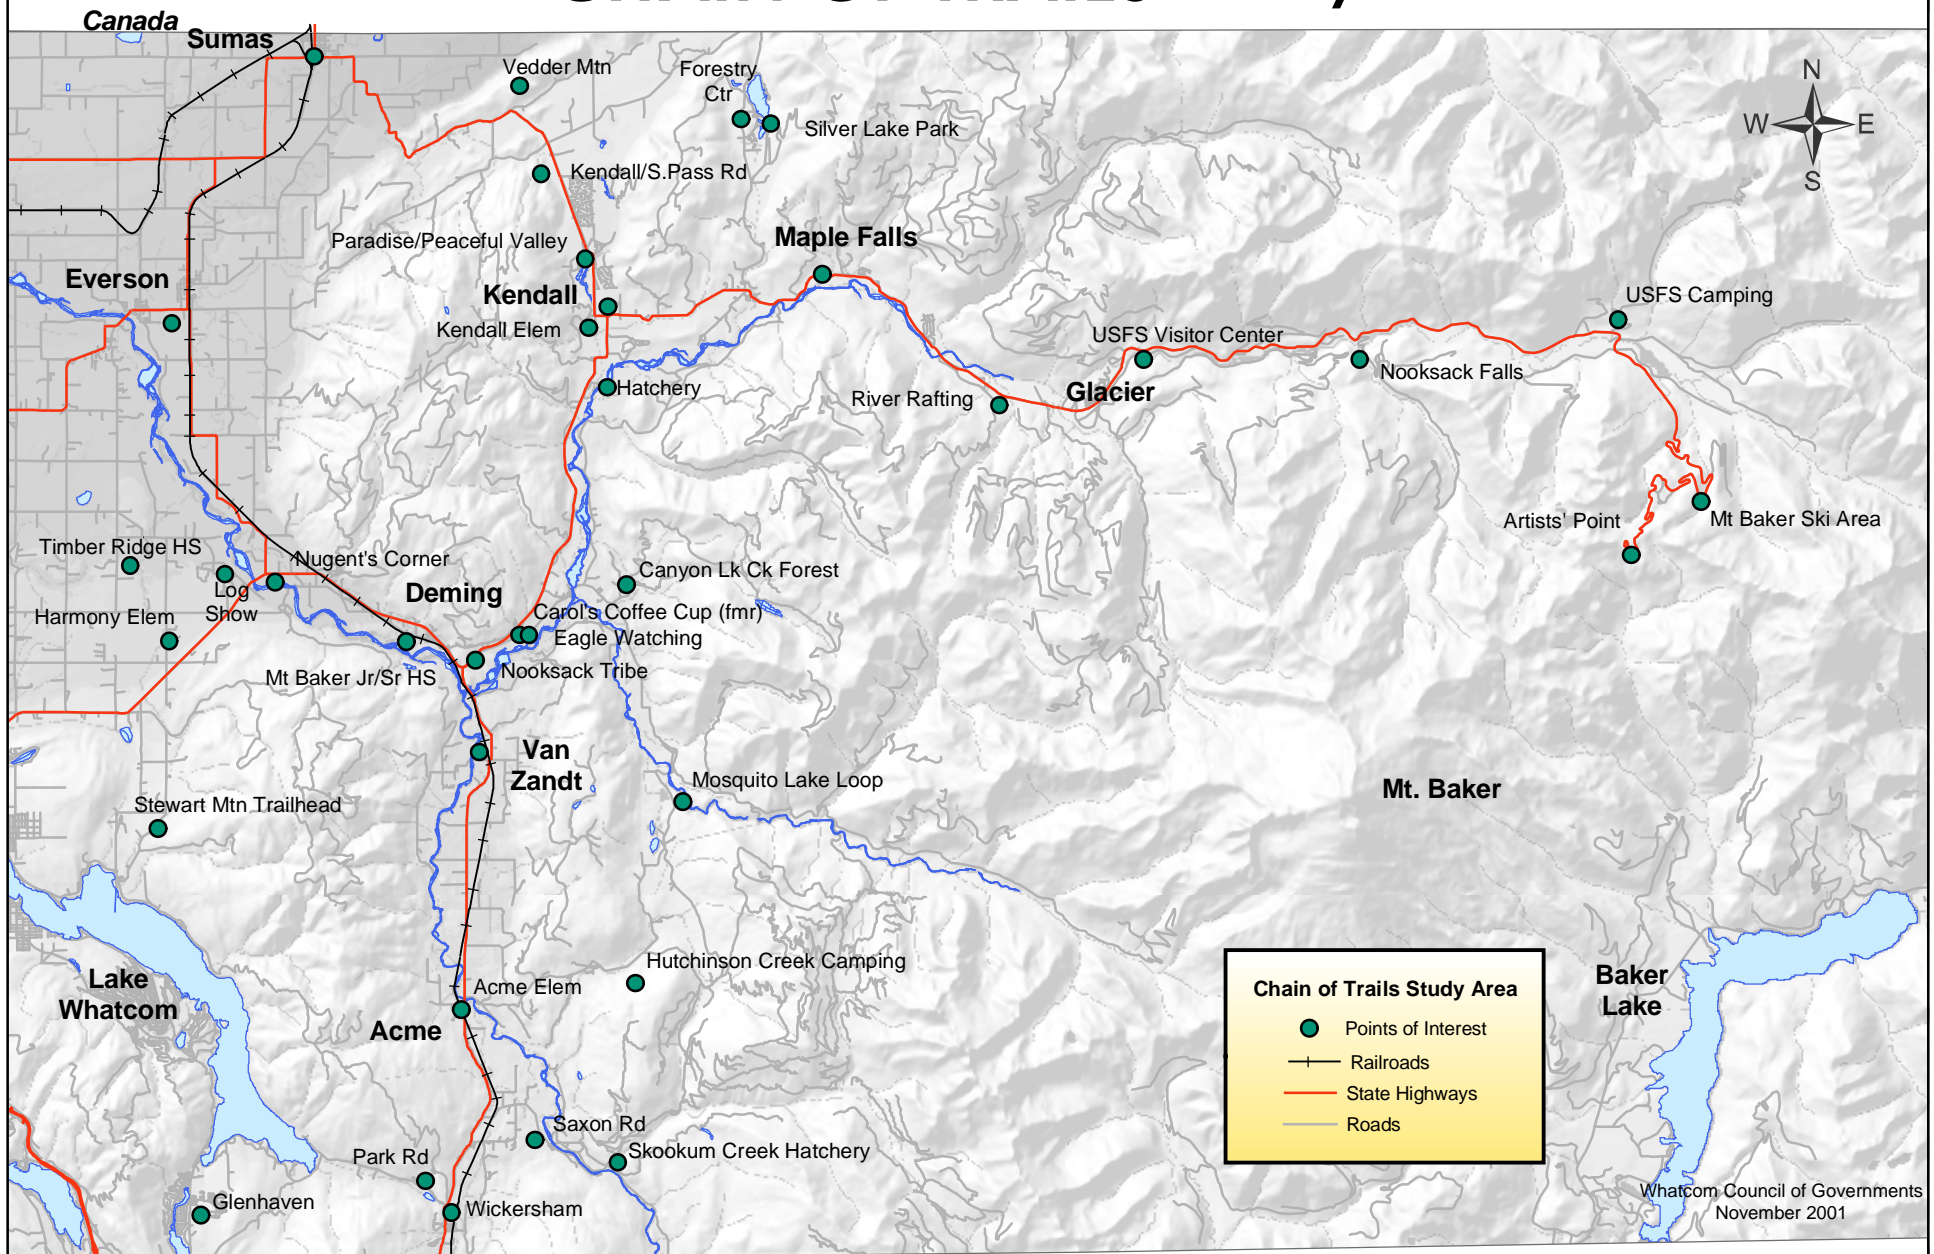 Canada
Sumas
Vedder Mtn
Forestry
Ctr
Silver Lake Park
N
W
E
S
Kendall/S.Pass Rd
Paradise/Peaceful Valley
Maple Falls
Everson
Kendall
Kendall Elem
USFS Camping
USFS Visitor Center
Nooksack Falls
Hatchery
River Rafting
Glacier
Artists' Point
Mt Baker Ski Area
Timber Ridge HS
Nugent's Corner
Log
Show
Deming
Canyon Lk Ck Forest
Harmony Elem
Carol's Coffee Cup (fmr)
Eagle Watching
Mt Baker Jr/Sr HS
Nooksack Tribe
Van
Zandt
Mosquito Lake Loop
Mt. Baker
Stewart Mtn Trailhead
Lake
Whatcom
Acme Elem
Hutchinson Creek Camping
Baker
Lake
Acme
Chain of Trails Study Area
Points of Interest
Railroads
State Highways
Roads
Saxon Rd
Skookum Creek Hatchery
Park Rd
Glenhaven
Wickersham
Whatcom Council of Governments
November 2001